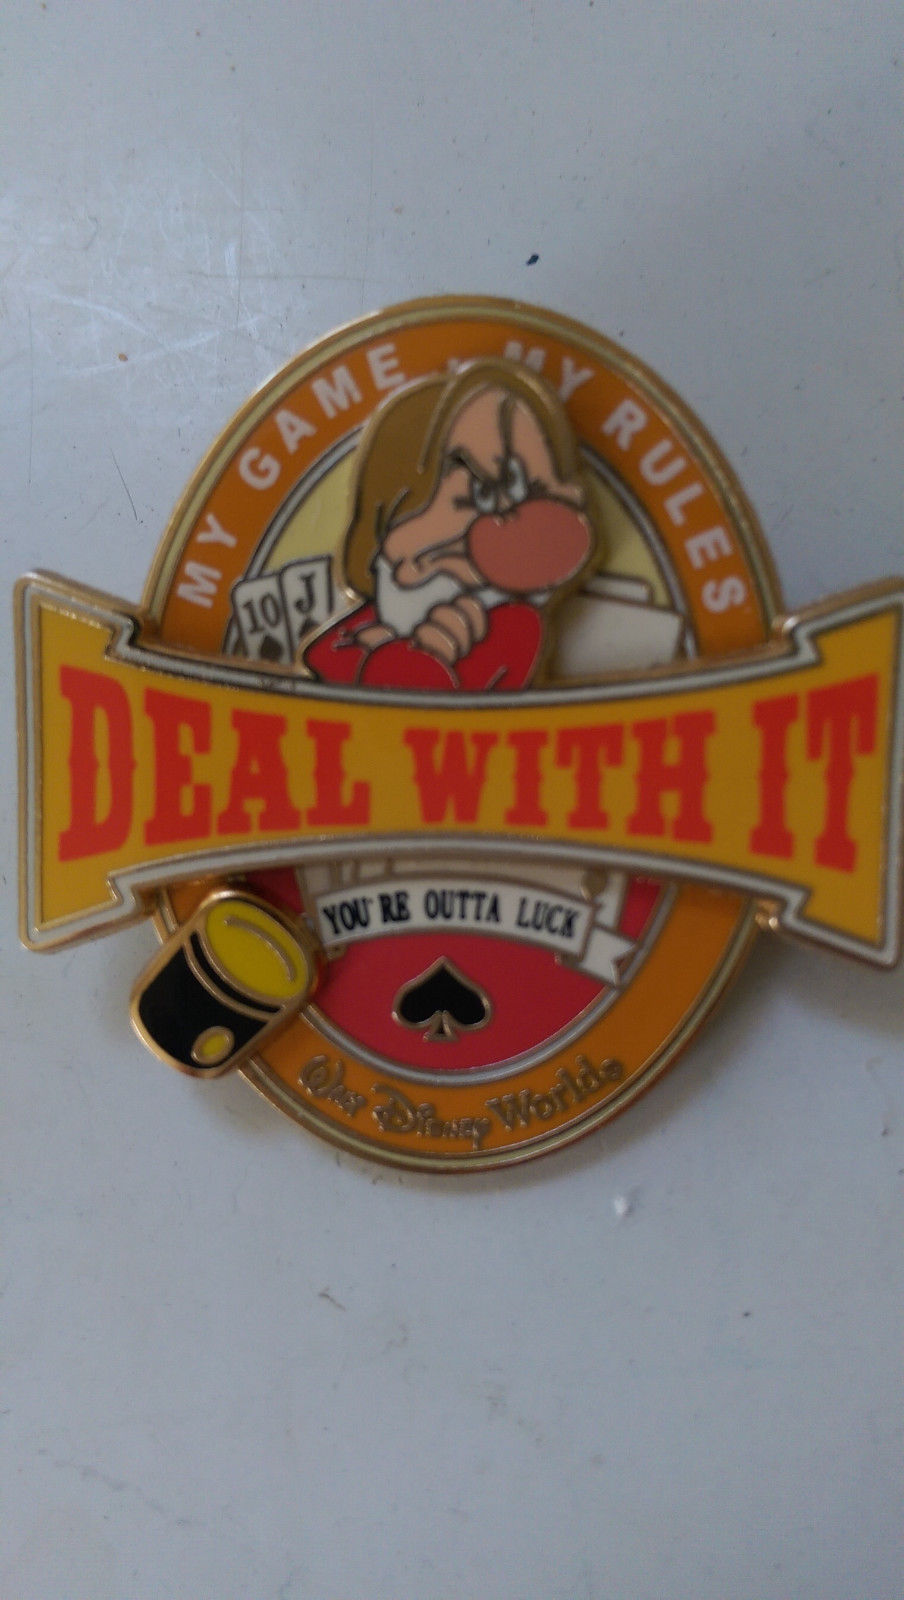 MY GAME - MY RULES
10 J
DEAL WITH IT
YOU'RE OUTTA LUCK
Walt Disney World